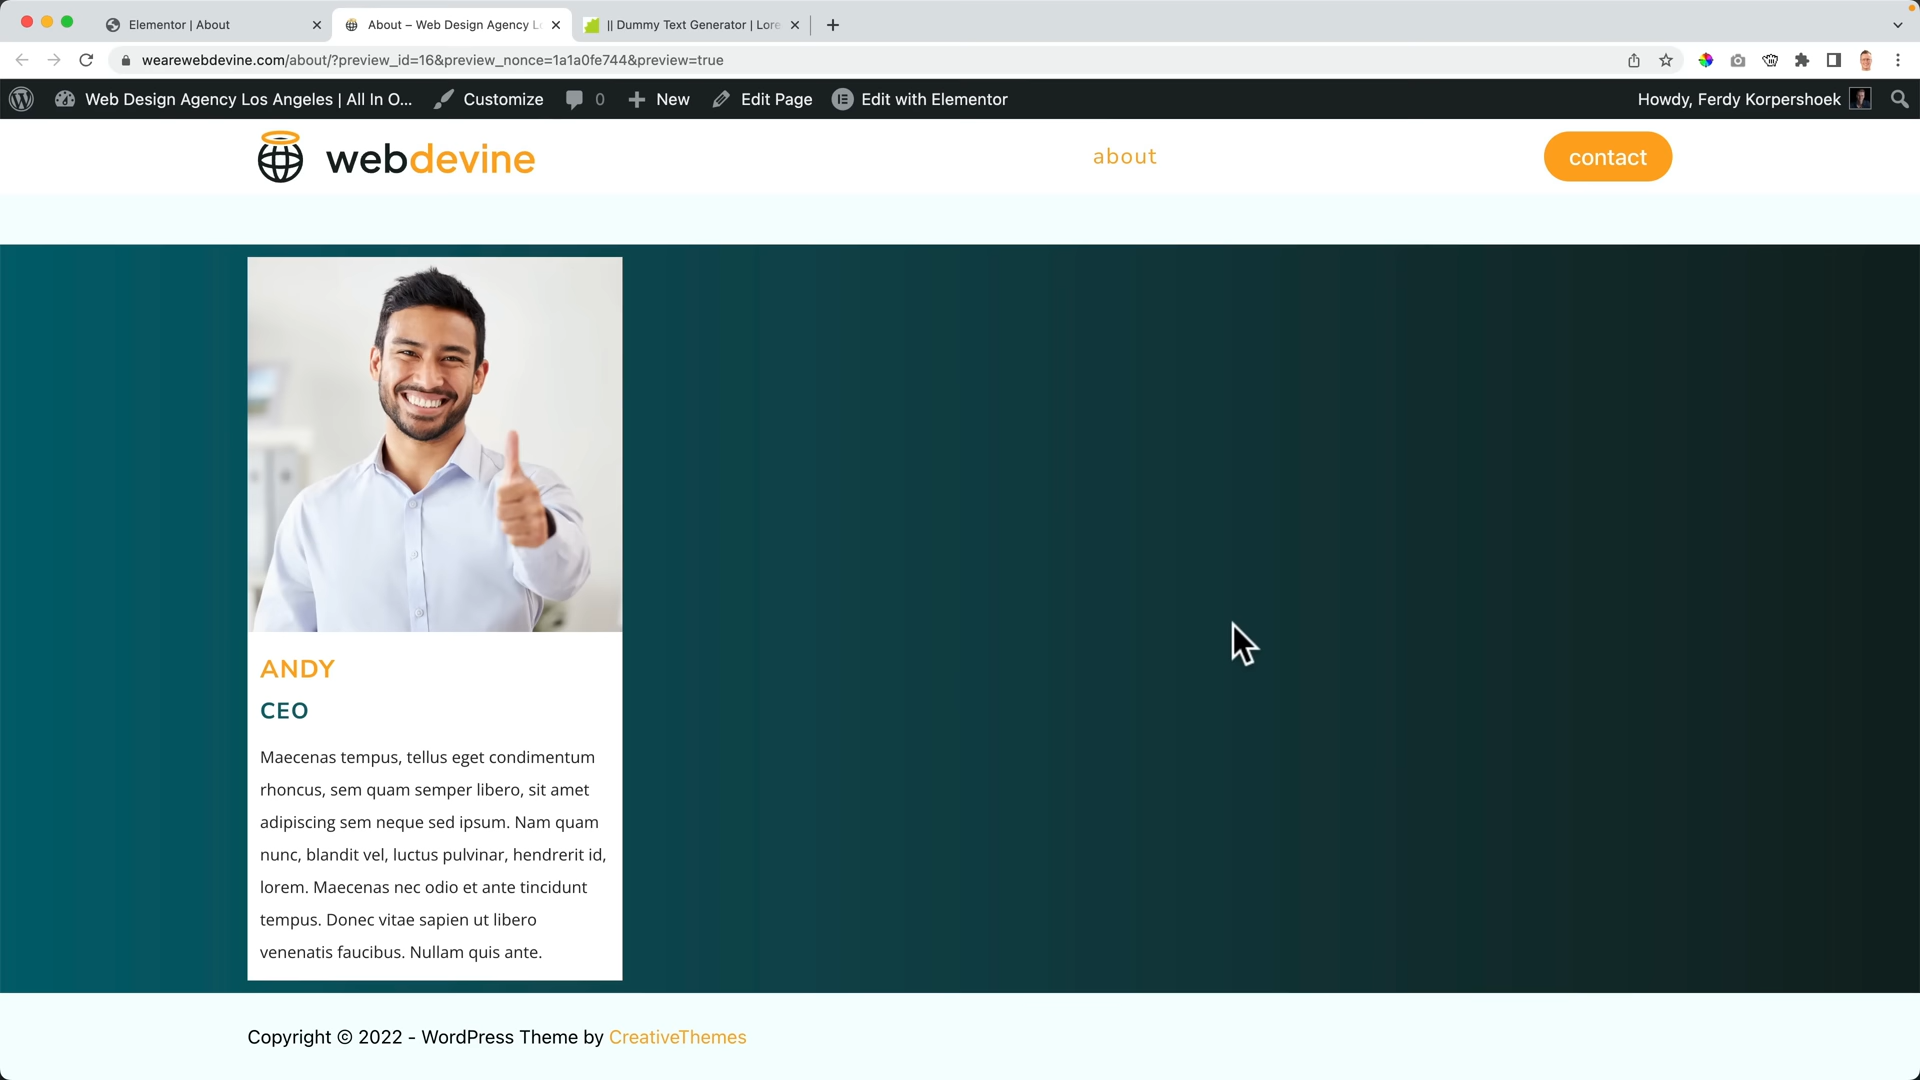 Elementor | About
About – Web Design Agency L
|| Dummy Text Generator | Lore
wearewebdevine.com/about/?preview_id=16&preview_nonce=1a1a0fe744&preview=true
Web Design Agency Los Angeles | All In O...
Customize
0
New
Edit Page
Edit with Elementor
Howdy, Ferdy Korpershoek
webdevine
about
contact
ANDY
CEO
Maecenas tempus, tellus eget condimentum
rhoncus, sem quam semper libero, sit amet
adipiscing sem neque sed ipsum. Nam quam
nunc, blandit vel, luctus pulvinar, hendrerit id,
lorem. Maecenas nec odio et ante tincidunt
tempus. Donec vitae sapien ut libero
venenatis faucibus. Nullam quis ante.
Copyright © 2022 - WordPress Theme by CreativeThemes